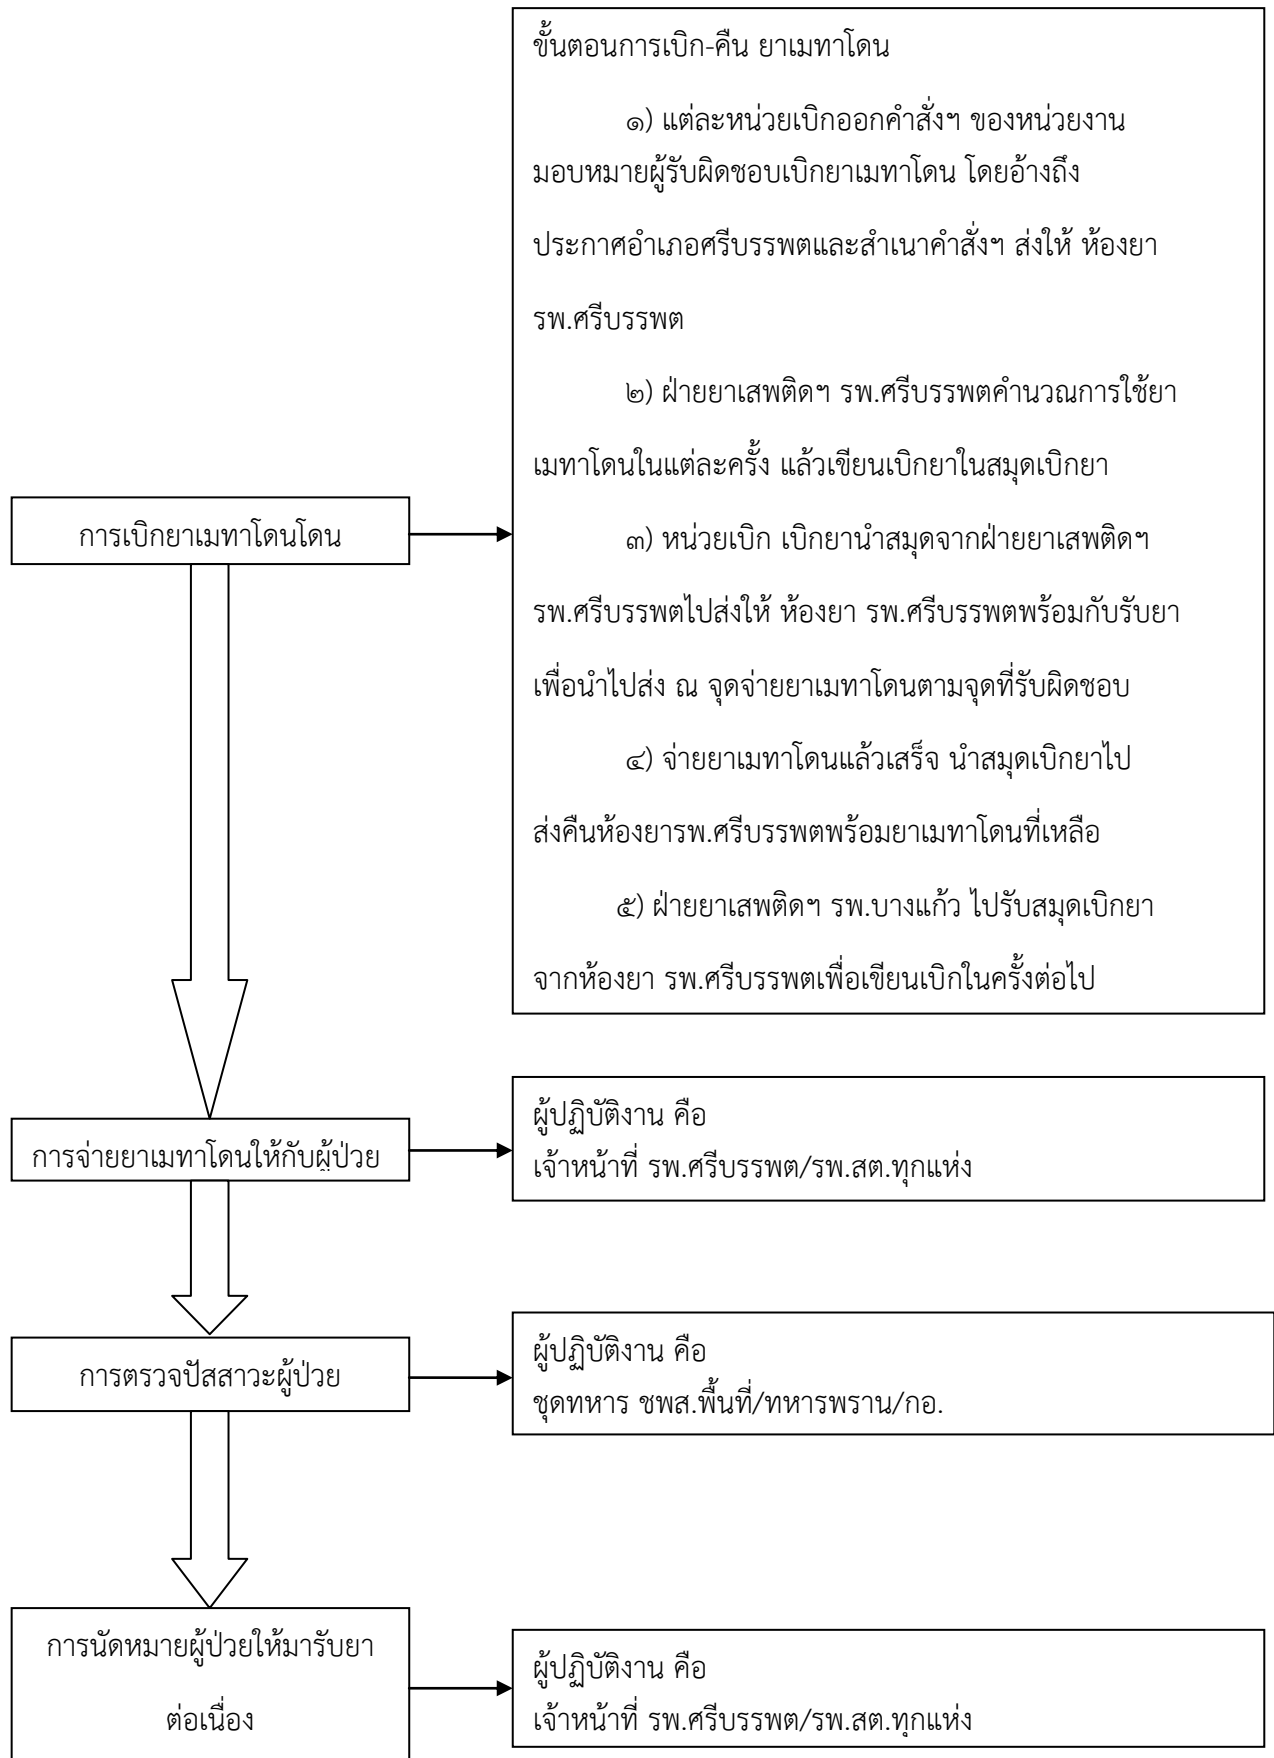 ขั้นตอนการเบิก-คืน ยาเมทาโดน
๑) แต่ละหน่วยเบิกออกคำสั่งฯ ของหน่วยงาน
มอบหมายผู้รับผิดชอบเบิกยาเมทาโดน โดยอ้างถึง
ประกาศอำเภอศรีบรรพตและสำเนาคำสั่งฯ ส่งให้ ห้องยา
รพ.ศรีบรรพต
๒) ฝ่ายยาเสพติดฯ รพ.ศรีบรรพตคำนวณการใช้ยา
เมทาโดนในแต่ละครั้ง แล้วเขียนเบิกยาในสมุดเบิกยา
๓) หน่วยเบิก เบิกยานำสมุดจากฝ่ายยาเสพติดฯ
รพ.ศรีบรรพตไปส่งให้ ห้องยา รพ.ศรีบรรพตพร้อมกับรับยา
เพื่อนำไปส่ง ณ จุดจ่ายยาเมทาโดนตามจุดที่รับผิดชอบ
๔) จ่ายยาเมทาโดนแล้วเสร็จ นำสมุดเบิกยาไป
ส่งคืนห้องยารพ.ศรีบรรพตพร้อมยาเมทาโดนที่เหลือ
๕) ฝ่ายยาเสพติดฯ รพ.บางแก้ว ไปรับสมุดเบิกยา
จากห้องยา รพ.ศรีบรรพตเพื่อเขียนเบิกในครั้งต่อไป
การเบิกยาเมทาโดนโดน
การจ่ายยาเมทาโดนให้กับผู้ป่วย
ผู้ปฏิบัติงาน คือ
เจ้าหน้าที่ รพ.ศรีบรรพต/รพ.สต.ทุกแห่ง
การตรวจปัสสาวะผู้ป่วย
ผู้ปฏิบัติงาน คือ
ชุดทหาร ชพส.พื้นที่/ทหารพราน/กอ.
การนัดหมายผู้ป่วยให้มารับยา
ต่อเนื่อง
ผู้ปฏิบัติงาน คือ
เจ้าหน้าที่ รพ.ศรีบรรพต/รพ.สต.ทุกแห่ง